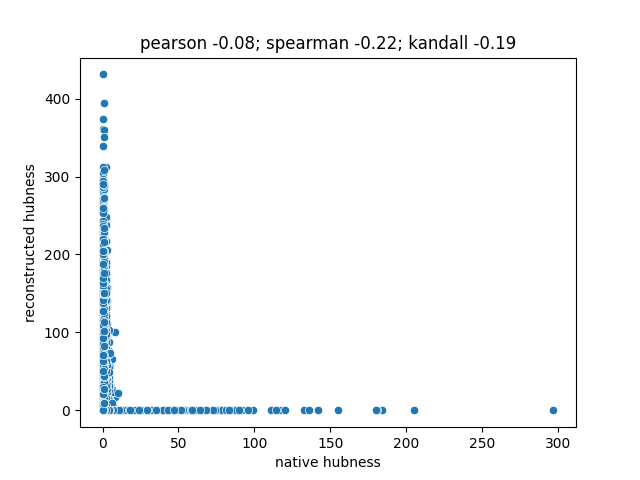 pearson -0.08; spearman -0.22; kandall -0.19
400
300
200
100
0
reconstructed hubness
0 50 100 150 200 250 300
native hubness